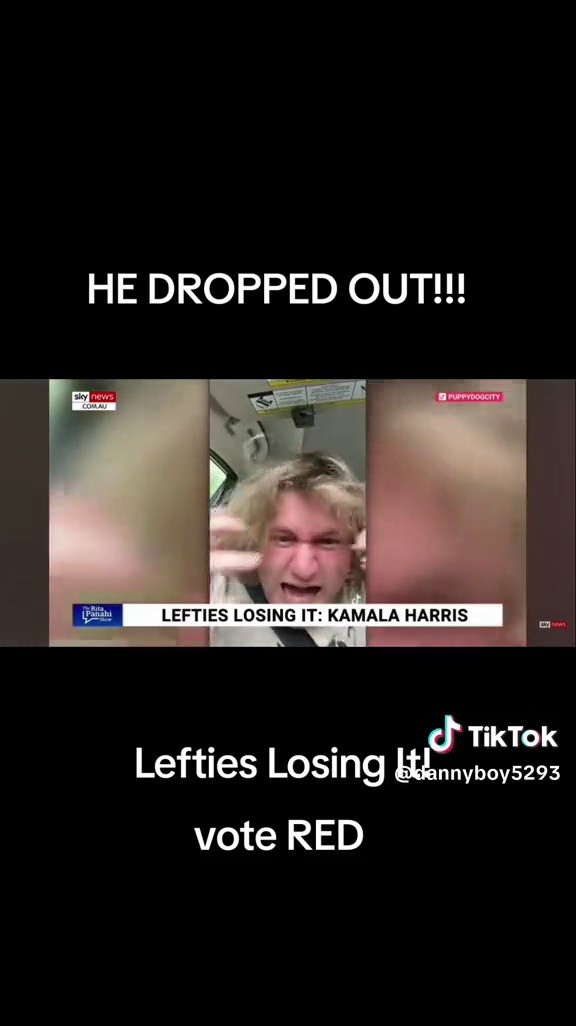 HE DROPPED OUT!!!
sky news
.COM.AU
PUPPYDOGCITY
The Rita Panahi Show
LEFTIES LOSING IT: KAMALA HARRIS
sky news
TikTok
Lefties Losing It!
@dannyboy5293
vote RED